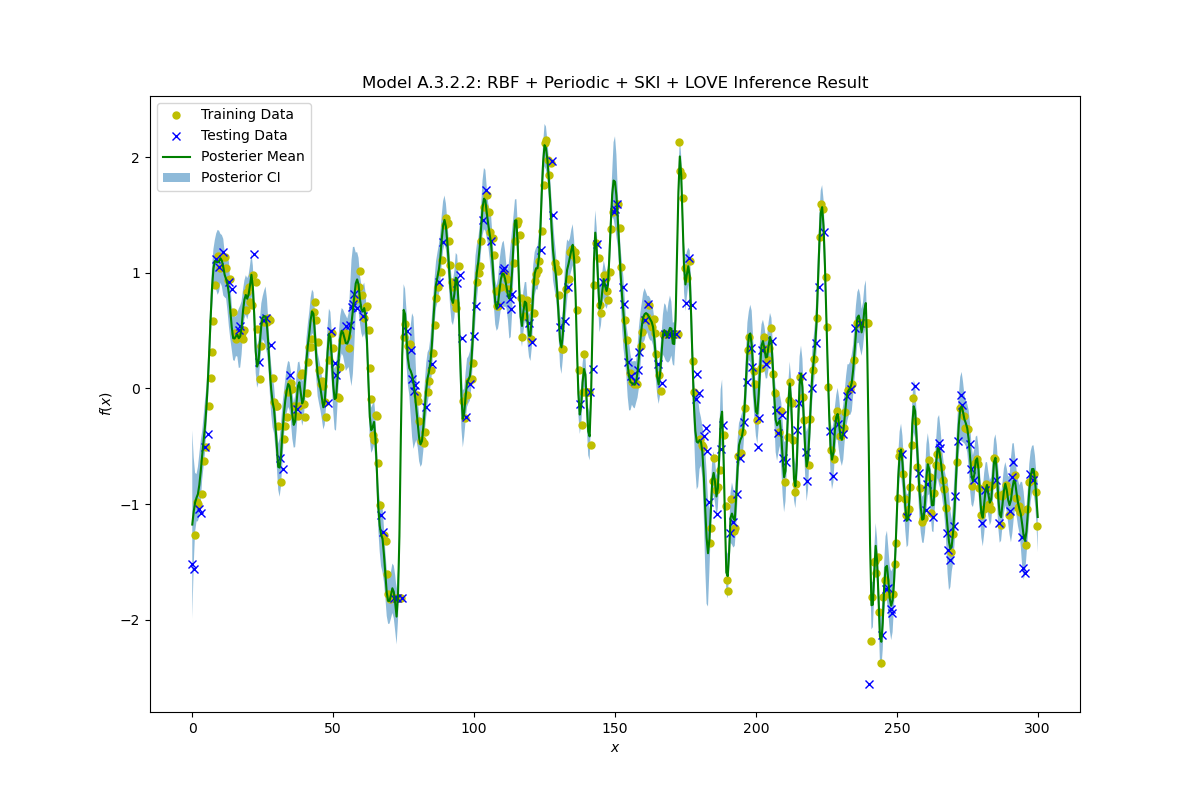 Model A.3.2.2: RBF + Periodic + SKI + LOVE Inference Result
Training Data
Testing Data
Posterier Mean
Posterior CI
f(x)
2
1
0
−1
−2
0 50 100 150 200 250 300
x